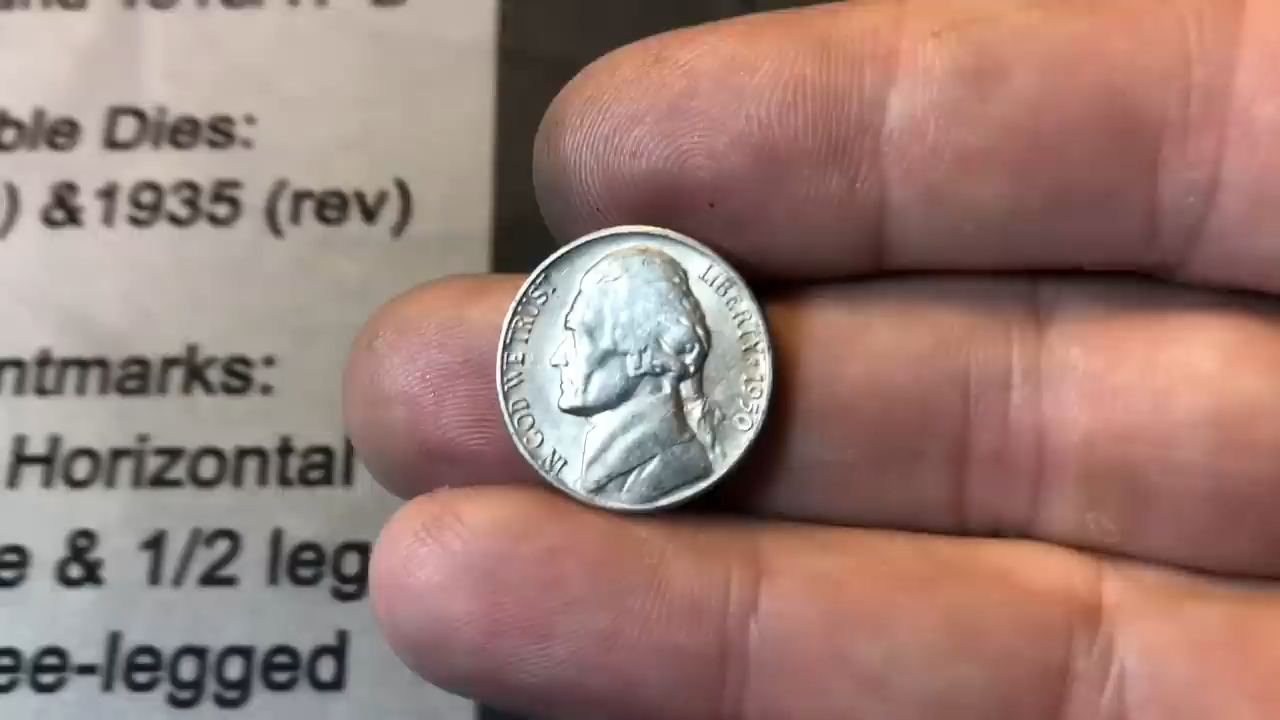 ble Dies:
) &1935 (rev)
ntmarks:
Horizontal
e & 1/2 leg
ee-legged
IN GOD WE TRUST
LIBERTY * 1950